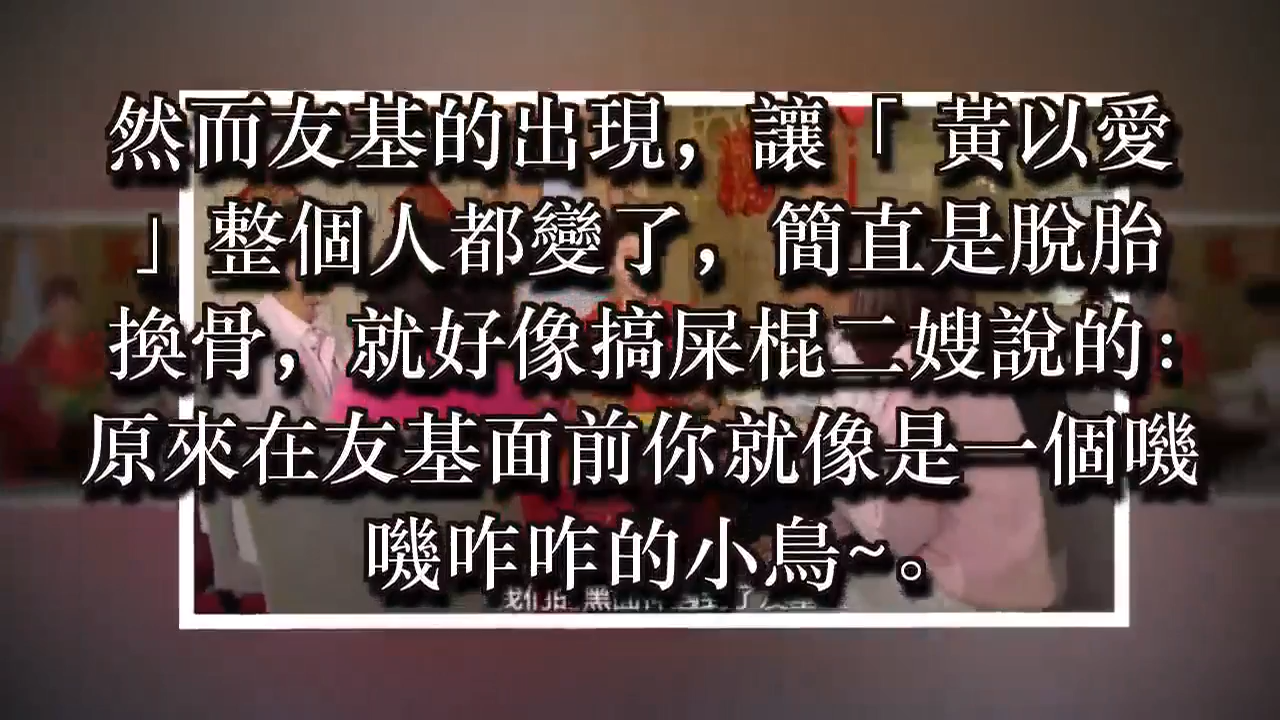 然而友基的出現，讓「 黃以愛
」整個人都變了，簡直是脫胎
換骨，就好像搞屎棍二嫂說的:
原來在友基面前你就像是一個嘰
嘰咋咋的小鳥~。